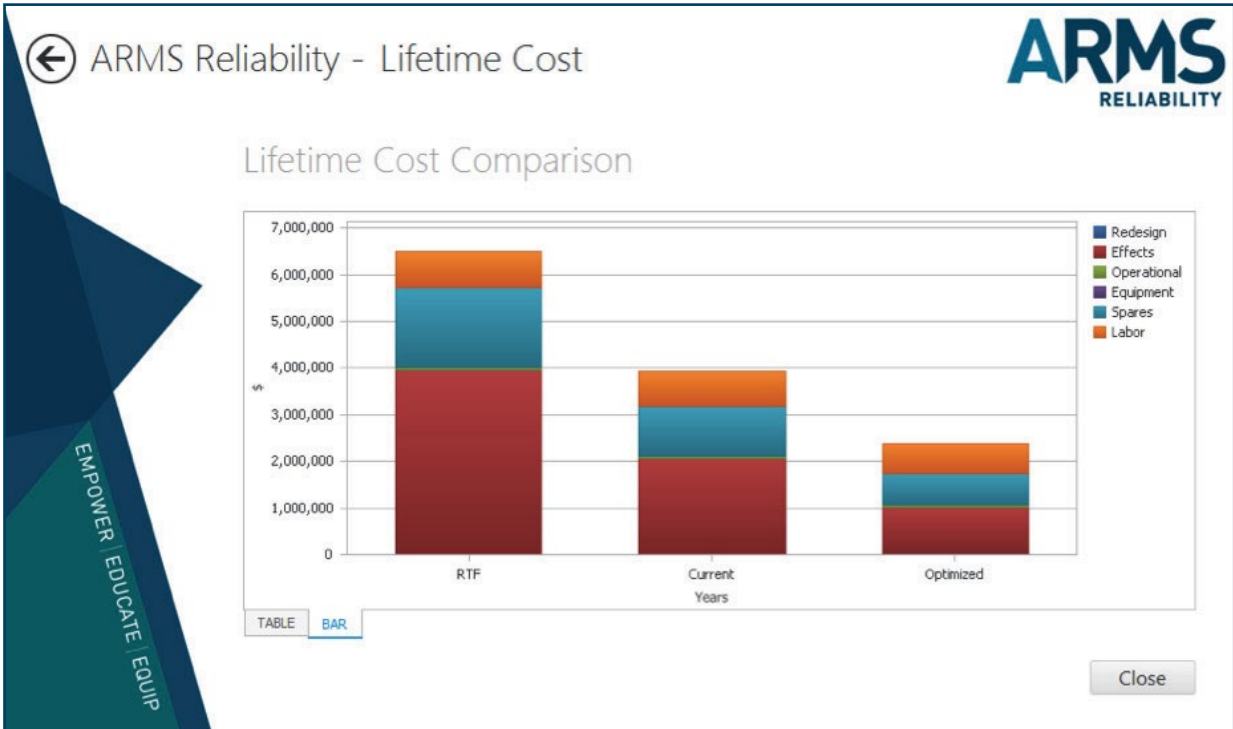 ARMS Reliability - Lifetime Cost
ARMS
RELIABILITY
Lifetime Cost Comparison
7,000,000
6,000,000
5,000,000
4,000,000
3,000,000
2,000,000
1,000,000
0
$
RTF
Current
Optimized
Years
Redesign
Effects
Operational
Equipment
Spares
Labor
TABLE
BAR
EMPOWER | EDUCATE | EQUIP
Close